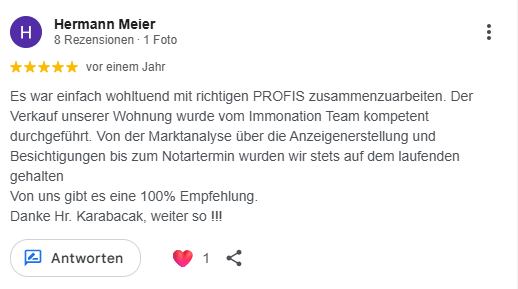 H
Hermann Meier
8 Rezensionen · 1 Foto
vor einem Jahr
Es war einfach wohltuend mit richtigen PROFIS zusammenzuarbeiten. Der
Verkauf unserer Wohnung wurde vom Immonation Team kompetent
durchgeführt. Von der Marktanalyse über die Anzeigenerstellung und
Besichtigungen bis zum Notartermin wurden wir stets auf dem laufenden
gehalten
Von uns gibt es eine 100% Empfehlung.
Danke Hr. Karabacak, weiter so !!!
Antworten 1